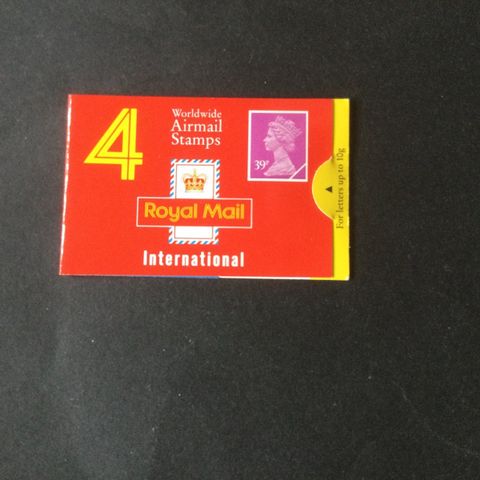 4
Worldwide
Airmail
Stamps
39P
Royal Mail
International
For letters up to 10g